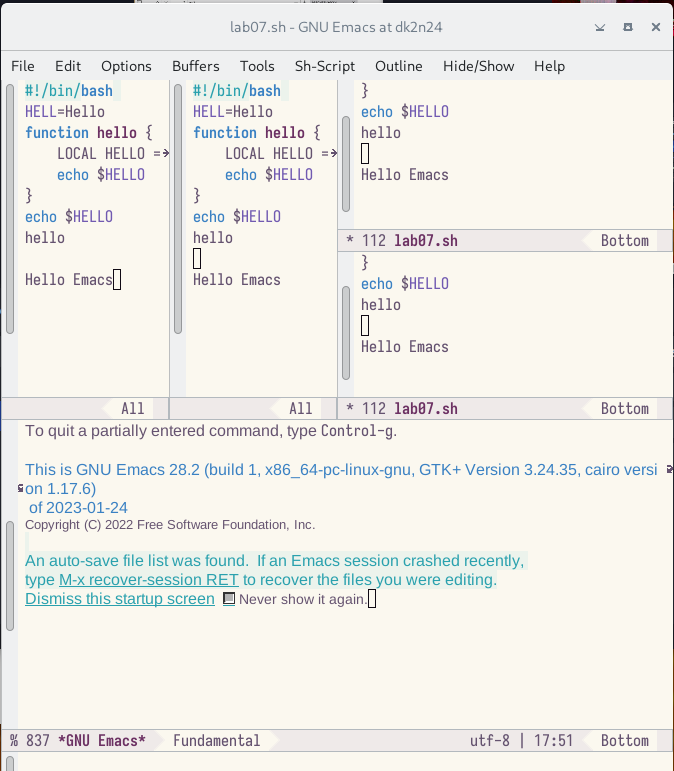 lab07.sh - GNU Emacs at dk2n24
File Edit Options Buffers Tools Sh-Script Outline Hide/Show Help
#!/bin/bash
HELL=Hello
function hello {
    LOCAL HELLO =
    echo $HELLO
}
echo $HELLO
hello

Hello Emacs
All
#!/bin/bash
HELL=Hello
function hello {
    LOCAL HELLO =
    echo $HELLO
}
echo $HELLO
hello

Hello Emacs
All
}
echo $HELLO
hello

Hello Emacs
* 112 lab07.sh Bottom
}
echo $HELLO
hello

Hello Emacs
* 112 lab07.sh Bottom
To quit a partially entered command, type Control-g.

This is GNU Emacs 28.2 (build 1, x86_64-pc-linux-gnu, GTK+ Version 3.24.35, cairo versi
on 1.17.6)
 of 2023-01-24
Copyright (C) 2022 Free Software Foundation, Inc.

An auto-save file list was found.  If an Emacs session crashed recently,
type M-x recover-session RET to recover the files you were editing.
Dismiss this startup screen Never show it again.
% 837 *GNU Emacs* Fundamental utf-8 | 17:51 Bottom